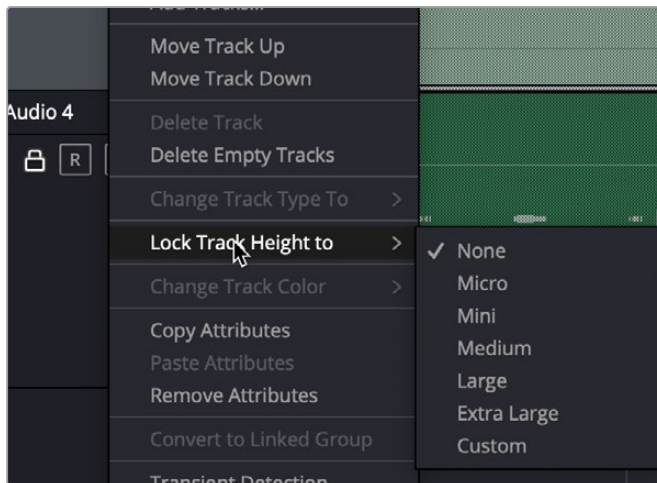 Add Tracks...
Move Track Up
Move Track Down
Audio 4
Delete Track
R
Delete Empty Tracks
Change Track Type To >
Lock Track Height to >
✓ None
Micro
Change Track Color >
Mini
Copy Attributes
Medium
Paste Attributes
Large
Remove Attributes
Extra Large
Convert to Linked Group
Custom
Transient Detection